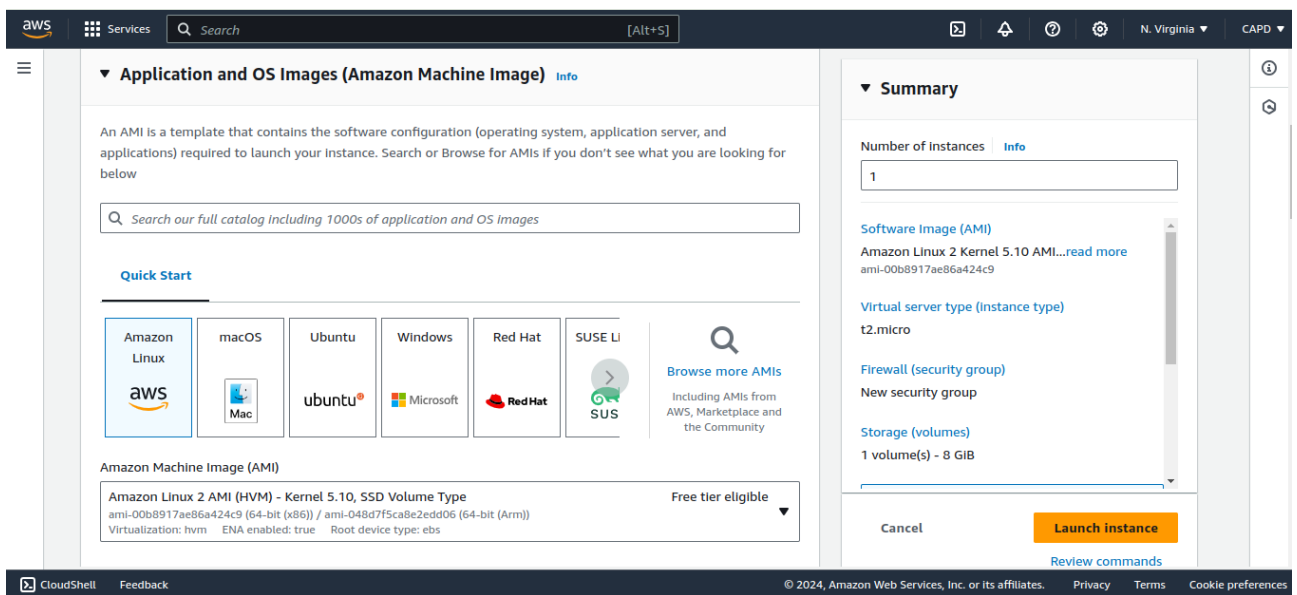 aws
Services
Search
[Alt+S]
N. Virginia
CAPD
Application and OS Images (Amazon Machine Image) Info
An AMI is a template that contains the software configuration (operating system, application server, and
applications) required to launch your instance. Search or Browse for AMIs if you don't see what you are looking for
below
Search our full catalog including 1000s of application and OS images
Quick Start
Amazon
Linux
aws
macOS
Mac
Ubuntu
ubuntu
Windows
Microsoft
Red Hat
Red Hat
SUSE Li
SUS
Browse more AMIs
Including AMIs from
AWS, Marketplace and
the Community
Amazon Machine Image (AMI)
Amazon Linux 2 AMI (HVM) - Kernel 5.10, SSD Volume Type
Free tier eligible
ami-00b8917ae86a424c9 (64-bit (x86)) / ami-048d7f5ca8e2edd06 (64-bit (Arm))
Virtualization: hvm ENA enabled: true Root device type: ebs
Summary
Number of instances Info
1
Software Image (AMI)
Amazon Linux 2 Kernel 5.10 AMI...read more
ami-00b8917ae86a424c9
Virtual server type (instance type)
t2.micro
Firewall (security group)
New security group
Storage (volumes)
1 volume(s) - 8 GiB
Cancel
Launch instance
Review commands
CloudShell
Feedback
© 2024, Amazon Web Services, Inc. or its affiliates.
Privacy
Terms
Cookie preferences